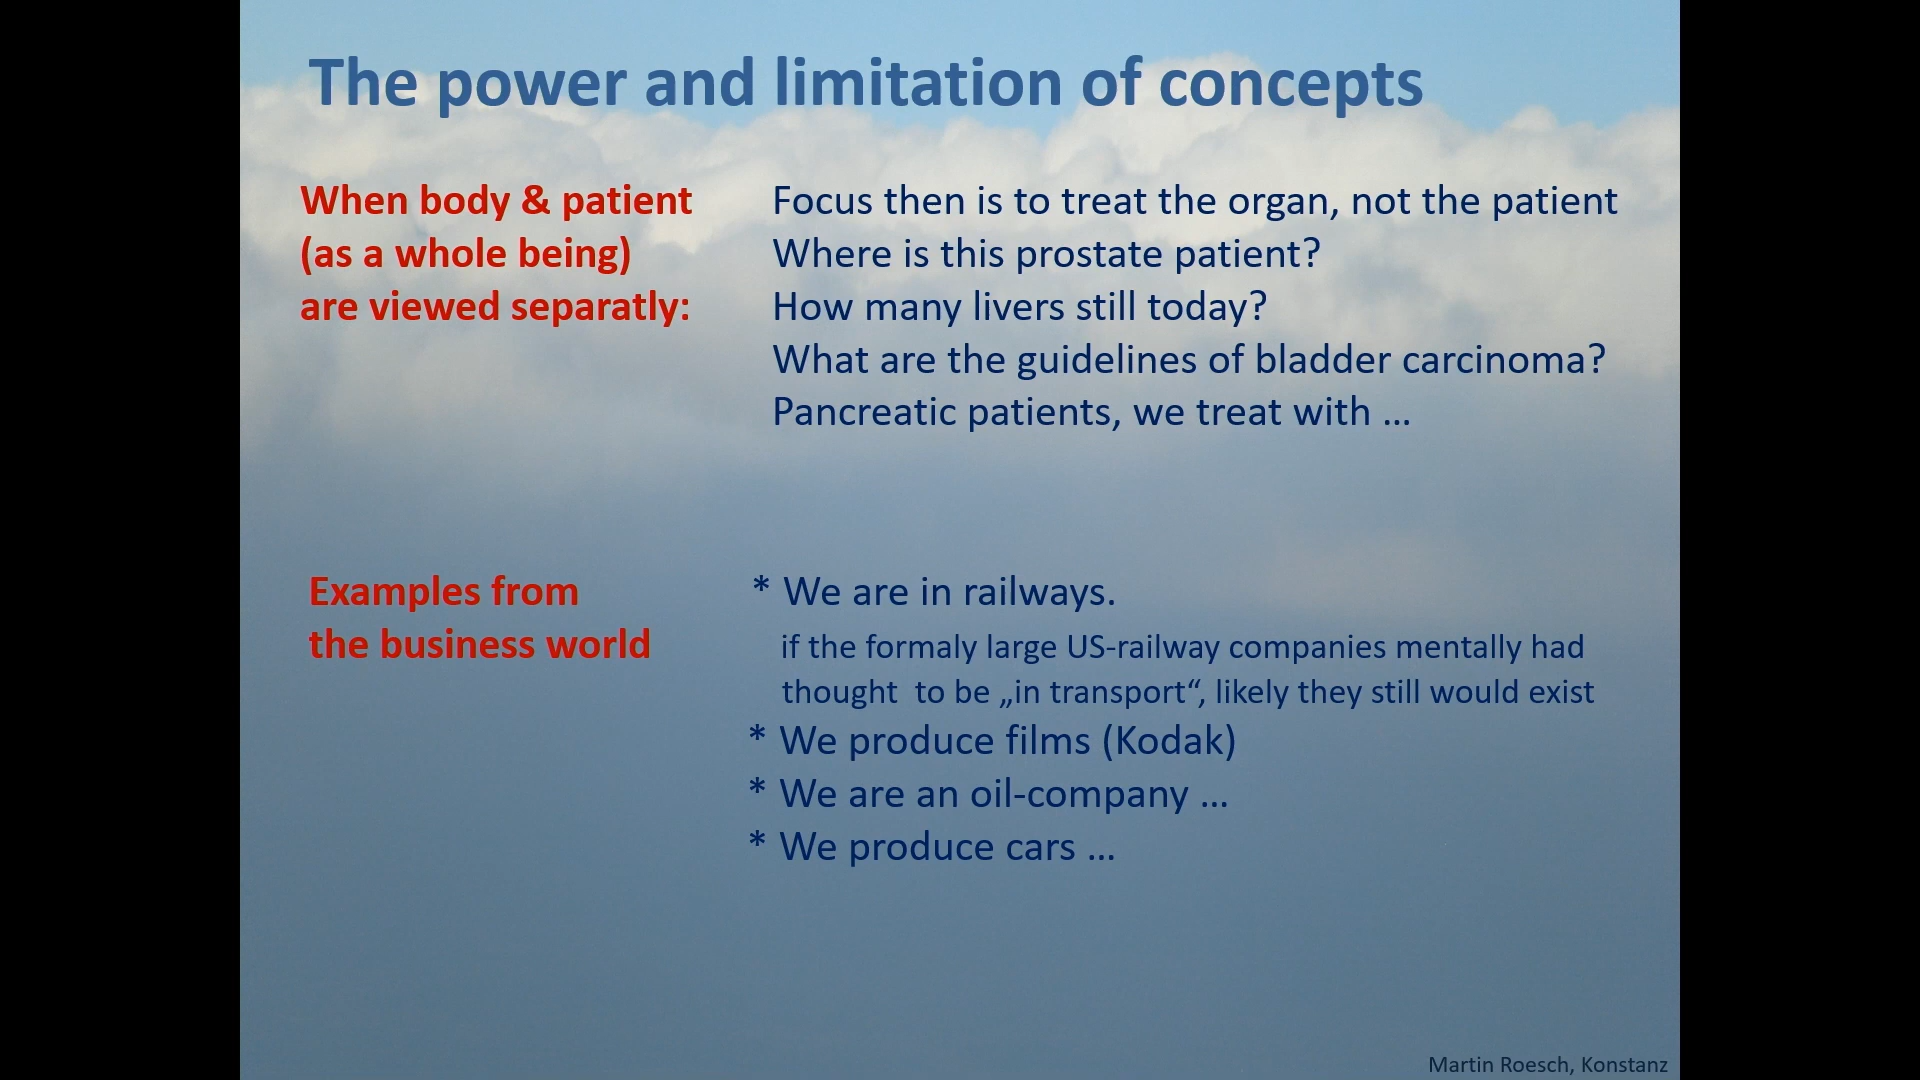 The power and limitation of concepts
When body & patient
(as a whole being)
are viewed separatly:
Focus then is to treat the organ, not the patient
Where is this prostate patient?
How many livers still today?
What are the guidelines of bladder carcinoma?
Pancreatic patients, we treat with ...
Examples from
the business world
* We are in railways.
if the formaly large US-railway companies mentally had
thought to be „in transport“, likely they still would exist
* We produce films (Kodak)
* We are an oil-company ...
* We produce cars ...
Martin Roesch, Konstanz